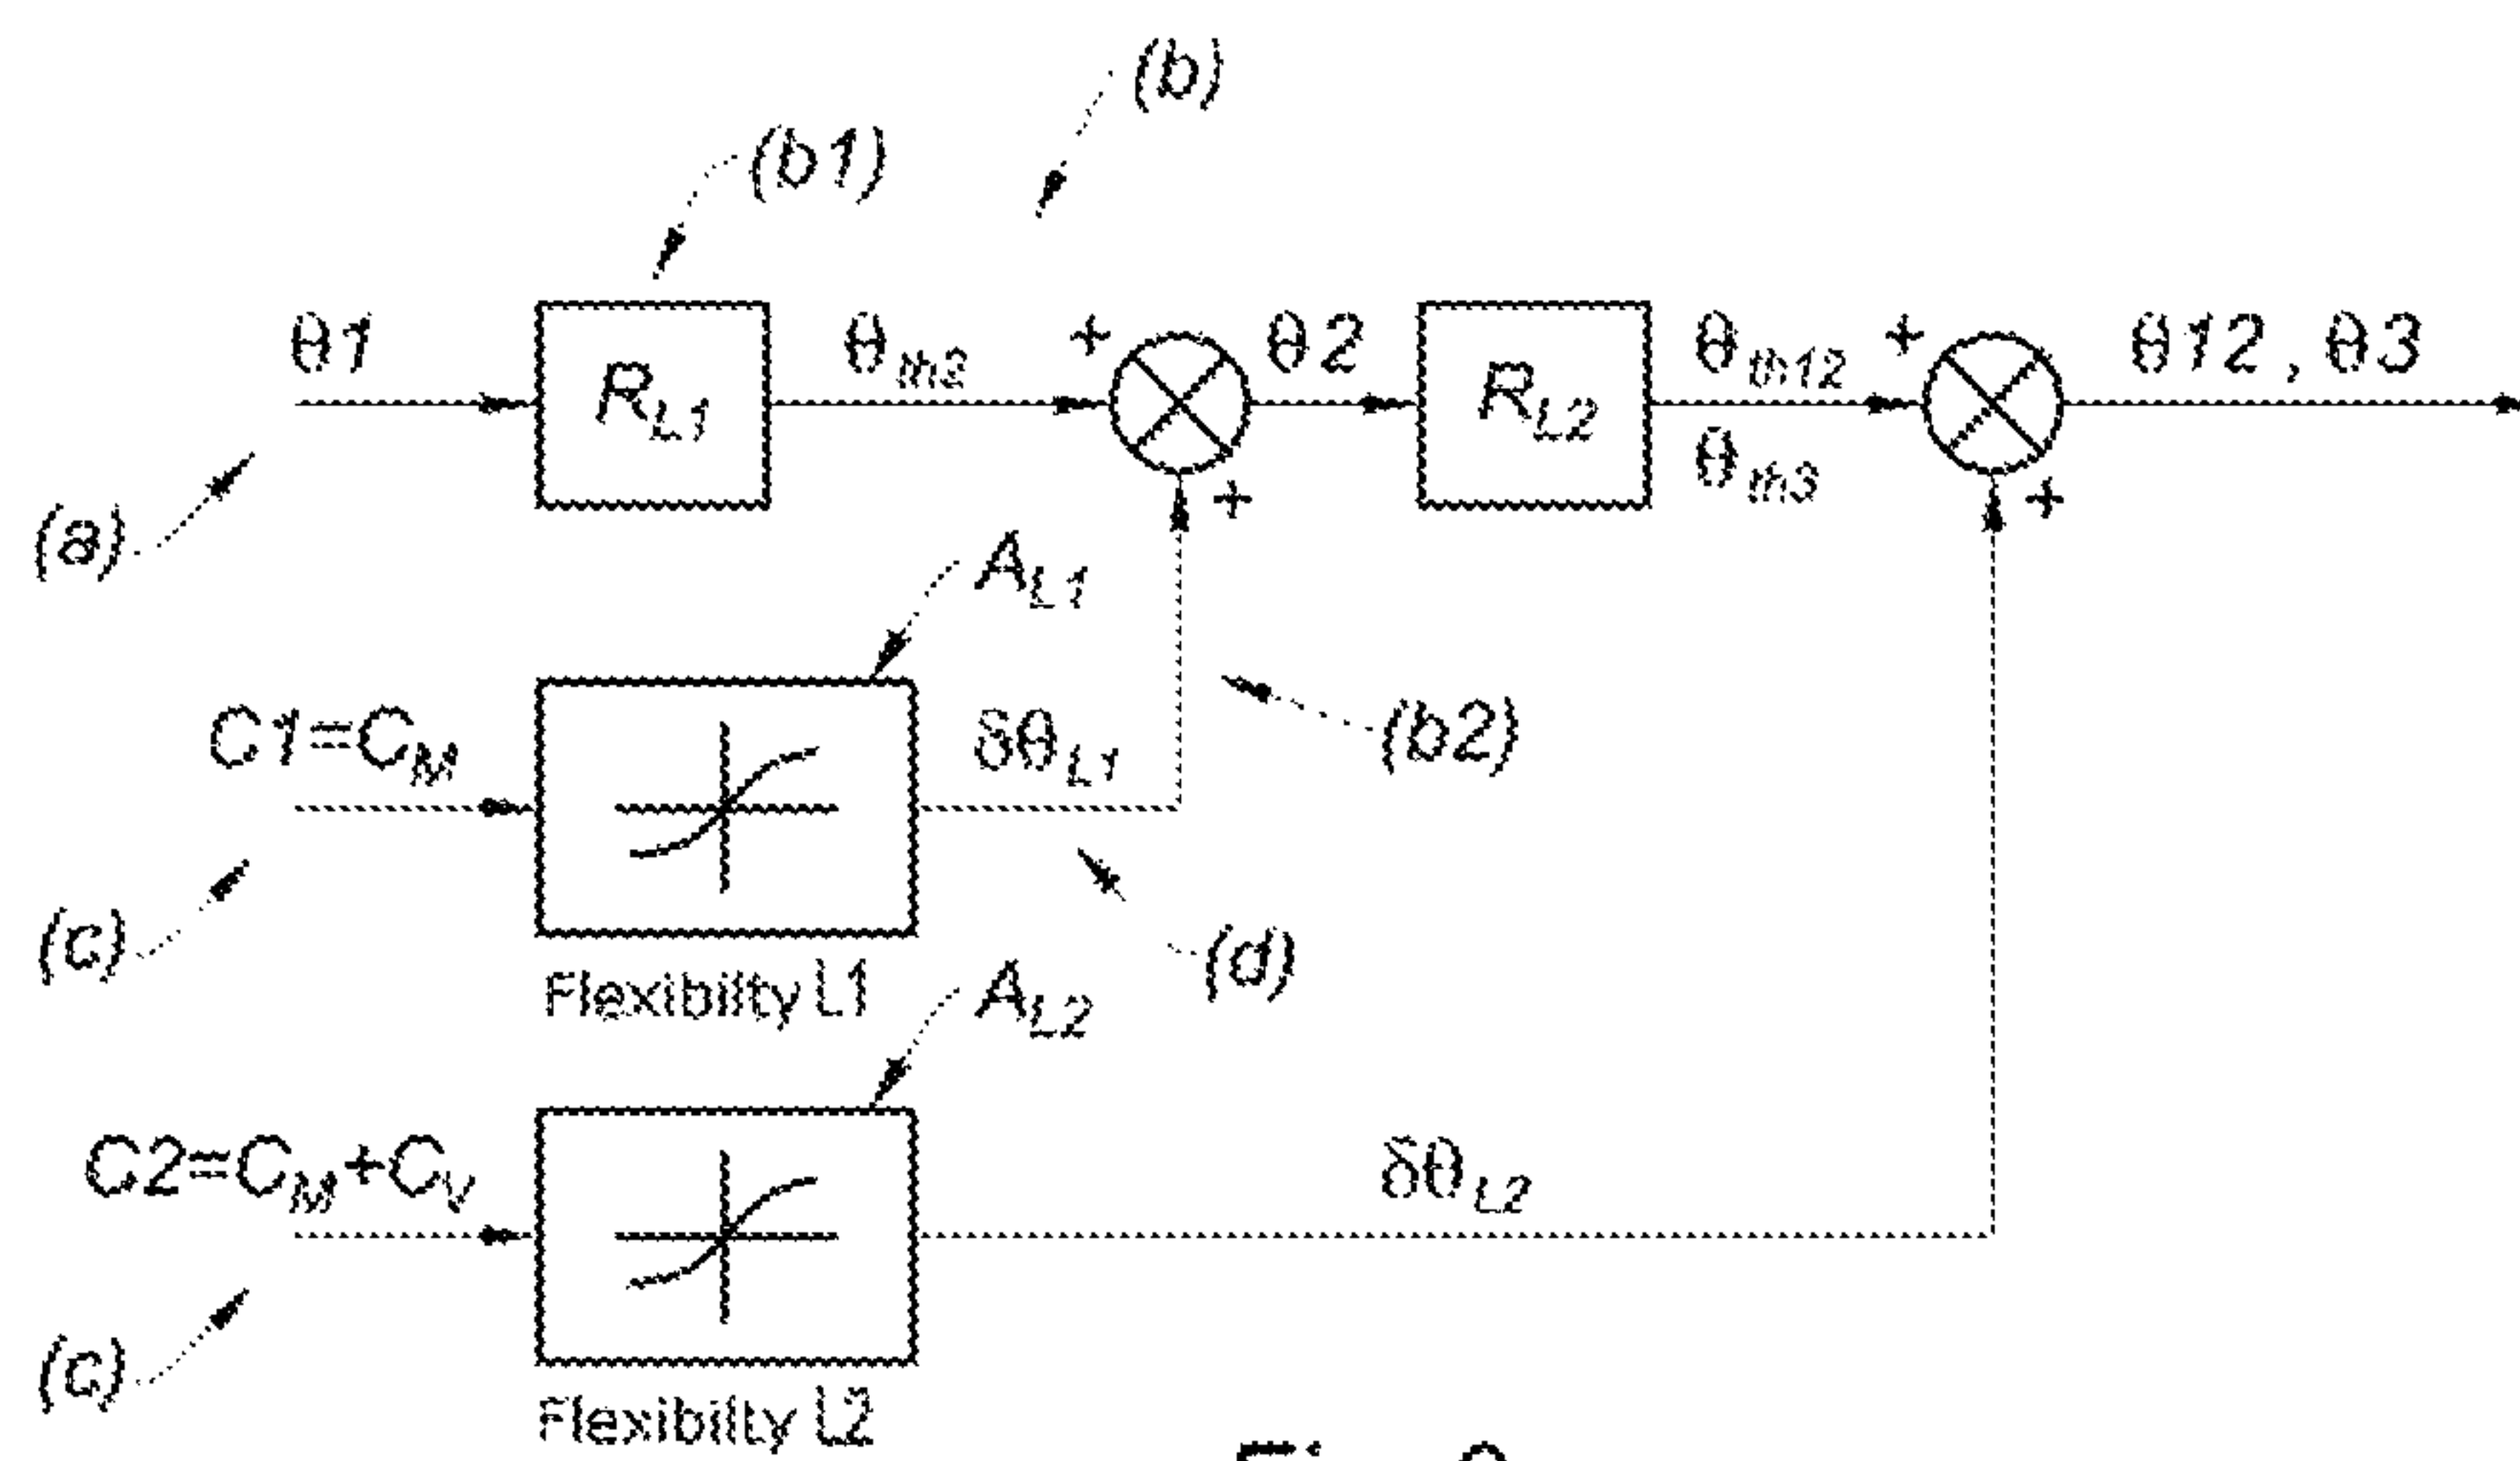 (b)
(b1)
θ1
R_L1
θ_th2
+
θ2
R_L2
θ_th12
+
θ12, θ3
θ_th3
(a)
+
+
A_L1
C1=C_M
δθ_L1
(b2)
(c)
(d)
Flexibilty L1
A_L2
C2=C_M+C_V
δθ_L2
(c)
Flexibilty L2